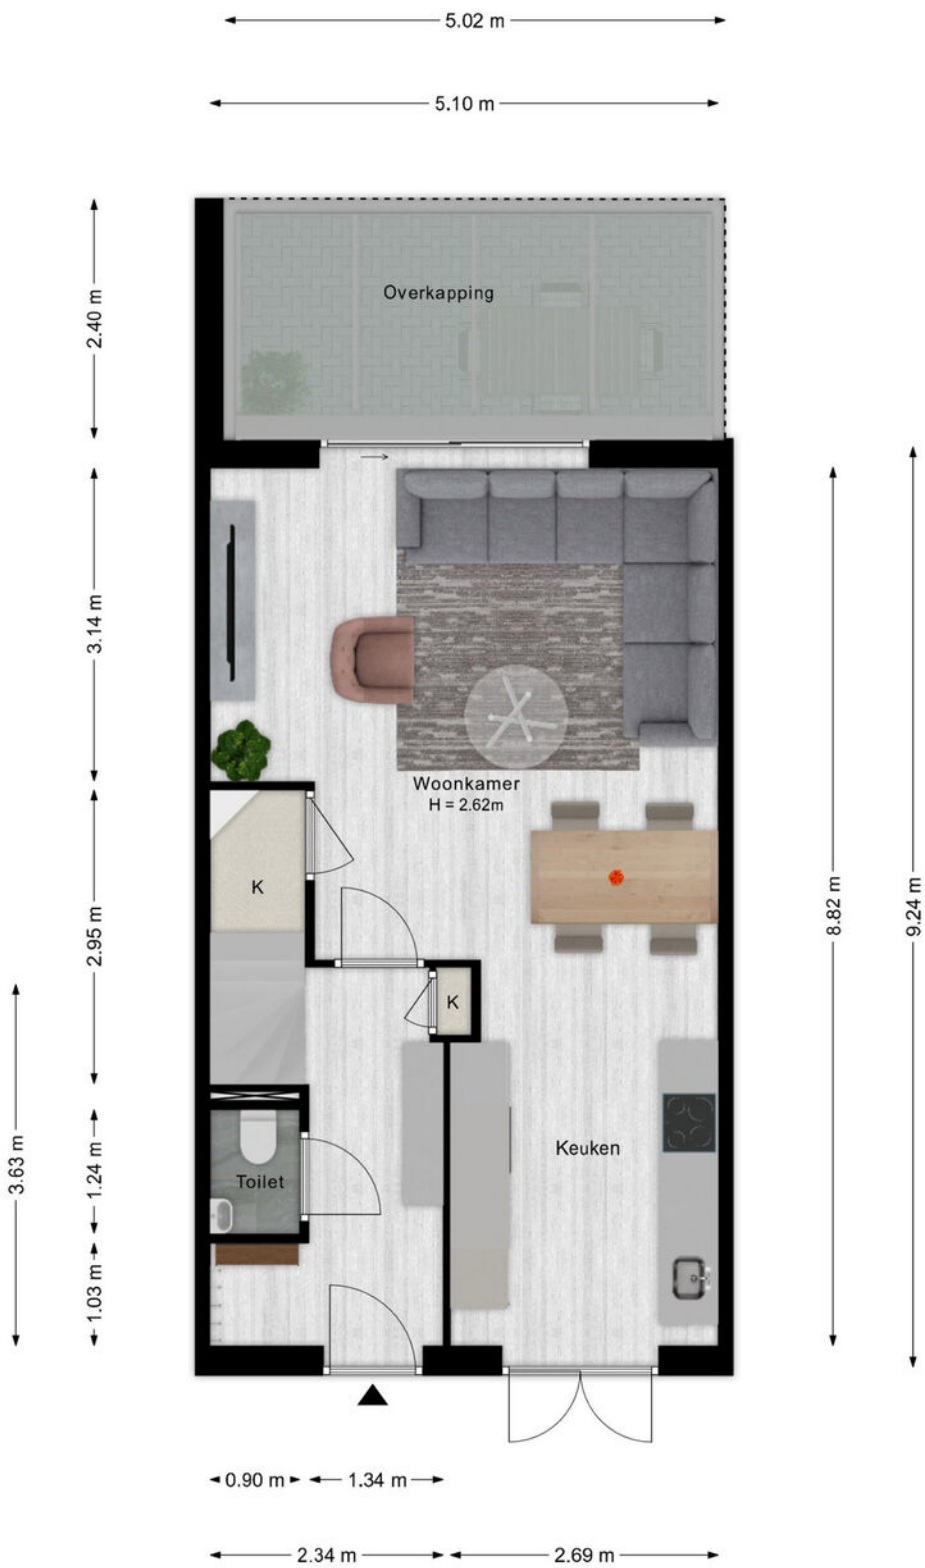 5.02 m
5.10 m
Overkapping
2.40 m
3.14 m
Woonkamer
H = 2.62m
K
2.95 m
8.82 m
9.24 m
K
3.63 m
Keuken
1.24 m
Toilet
1.03 m
0.90 m
1.34 m
2.34 m
2.69 m